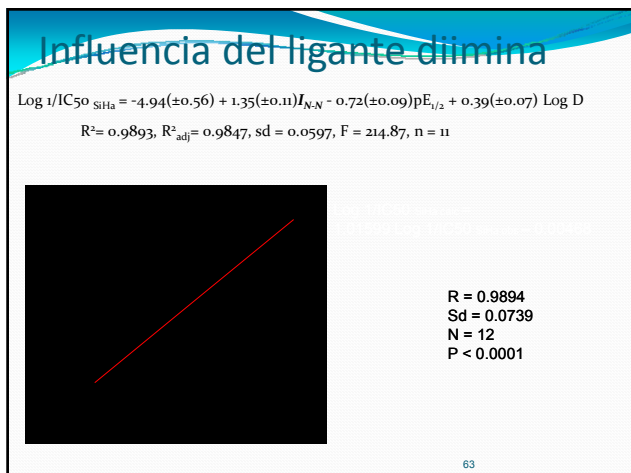 Influencia del ligante diimina
Log 1/IC50 SiHa = -4.94(±0.56) + 1.35(±0.11)I N-N - 0.72(±0.09)pE1/2 + 0.39(±0.07) Log D
R²= 0.9893, R²adj= 0.9847, sd = 0.0597, F = 214.87, n = 11
R = 0.9894
Sd = 0.0739
N = 12
P < 0.0001
63